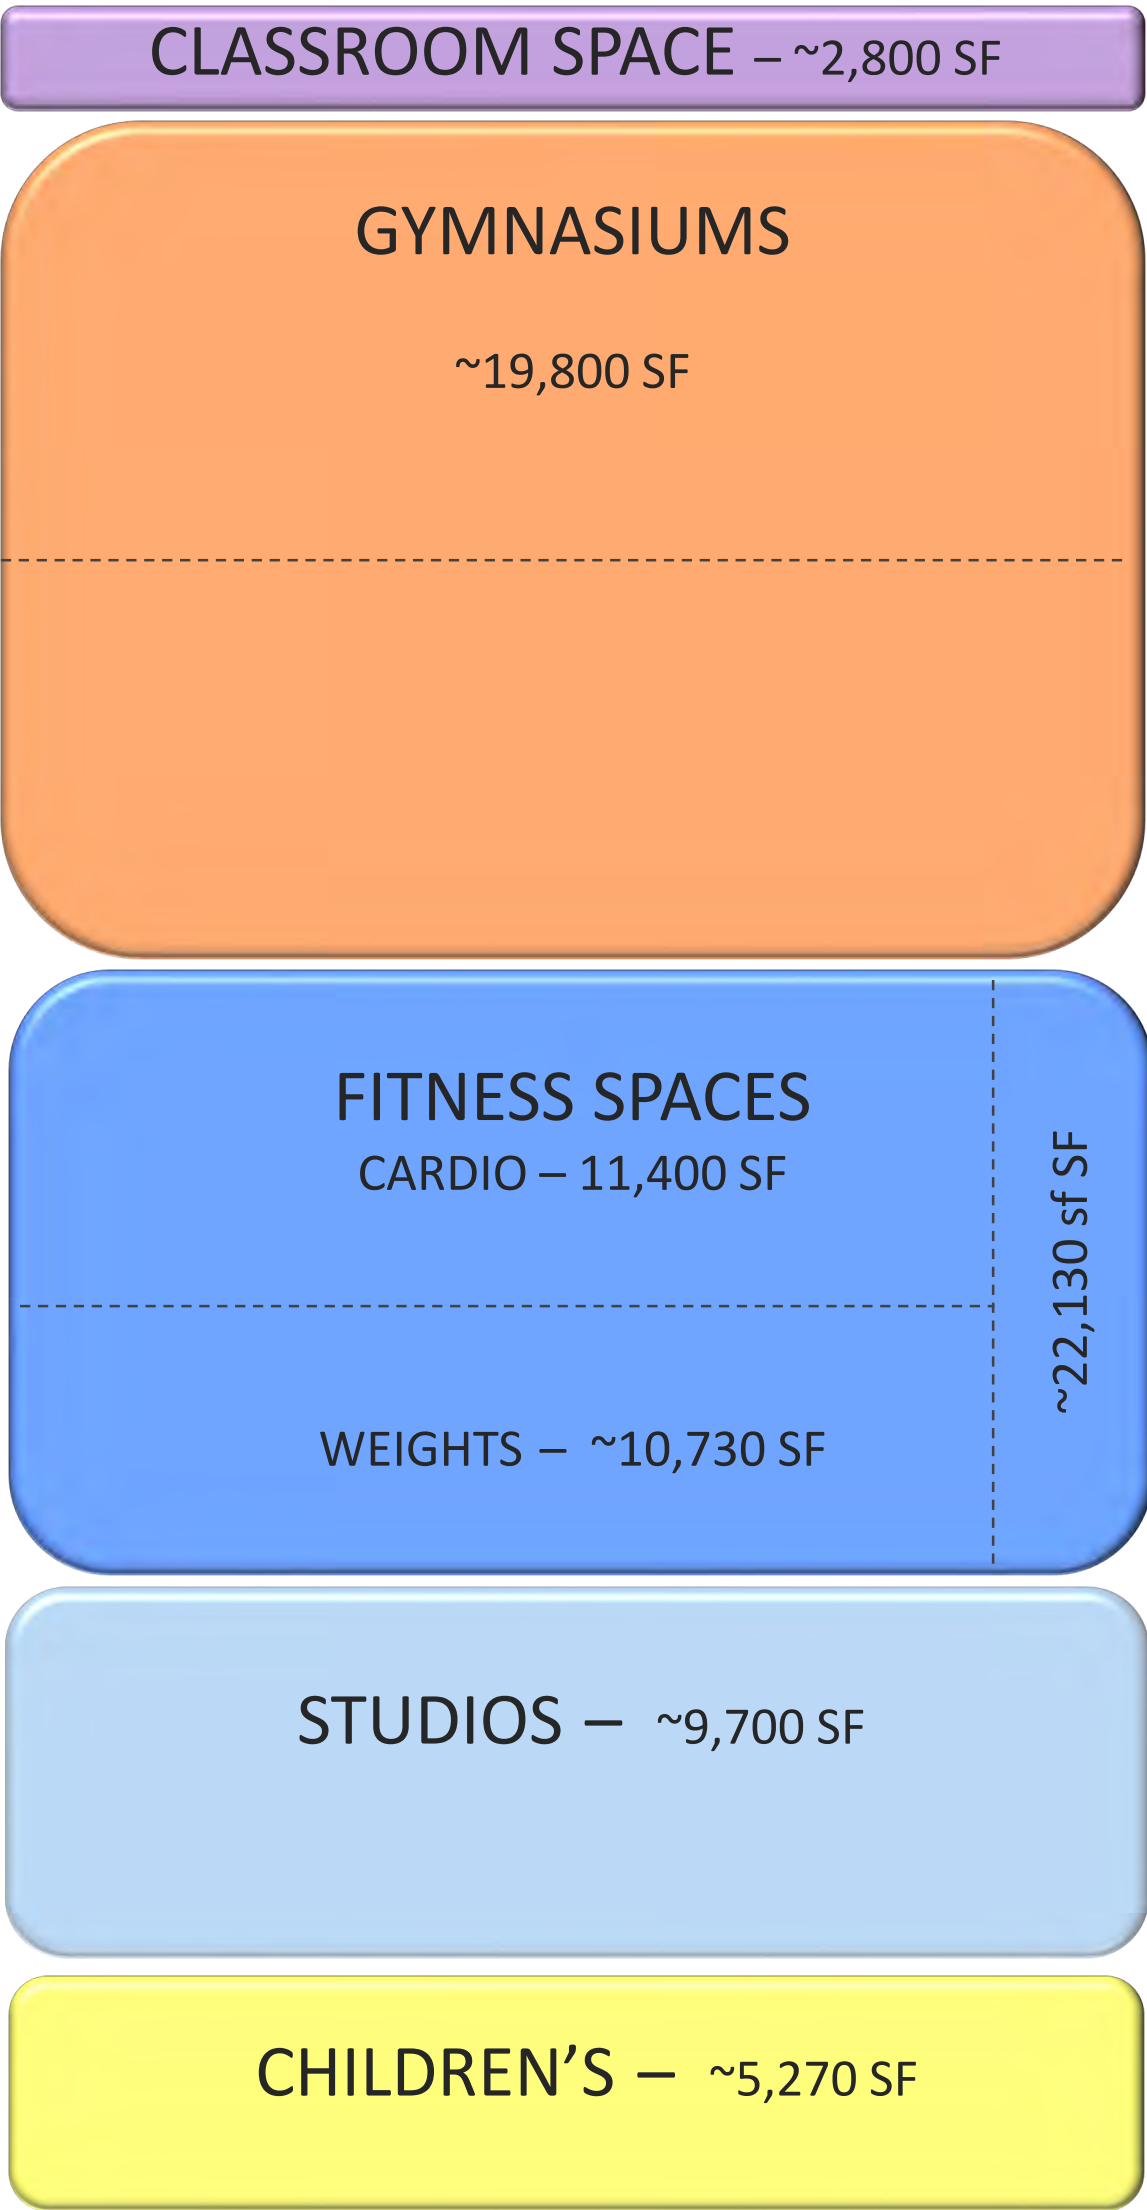 CLASSROOM SPACE – ~2,800 SF
GYMNASIUMS
~19,800 SF
FITNESS SPACES
CARDIO – 11,400 SF
~22,130 sf SF
WEIGHTS – ~10,730 SF
STUDIOS – ~9,700 SF
CHILDREN’S – ~5,270 SF